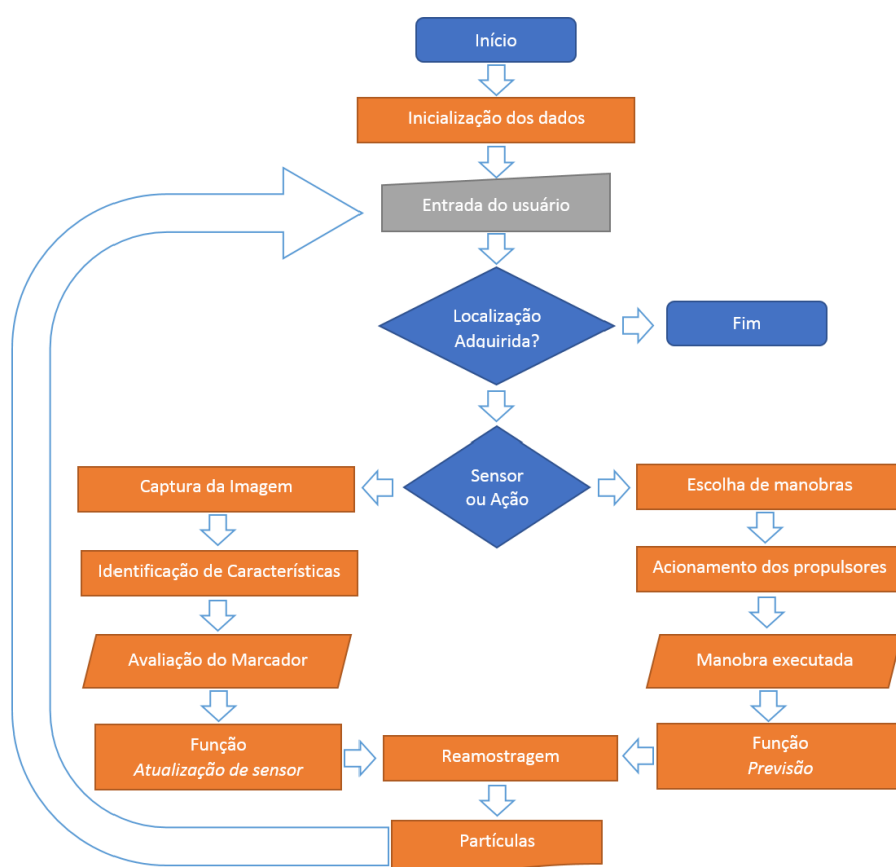 Início
Inicialização dos dados
Entrada do usuário
Localização
Adquirida?
Fim
Sensor
ou Ação
Captura da Imagem
Escolha de manobras
Identificação de Características
Acionamento dos propulsores
Avaliação do Marcador
Manobra executada
Função
Atualização de sensor
Reamostragem
Função
Previsão
Partículas